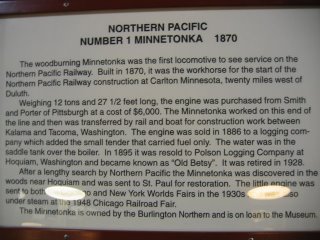 NORTHERN PACIFIC
NUMBER 1 MINNETONKA 1870
The woodburning Minnetonka was the first locomotive to see service on the
Northern Pacific Railway. Built in 1870, it was the workhorse for the start of the
Northern Pacific Railway construction at Carlton Minnesota, twenty miles west of
Duluth.
Weighing 12 tons and 27 1/2 feet long, the engine was purchased from Smith
and Porter of Pittsburgh at a cost of $6,000. The Minnetonka worked on this end of
the line and then was transferred by rail and boat for construction work between
Kalama and Tacoma, Washington. The engine was sold in 1886 to a logging com-
pany which added the small tender that carried fuel only. The water was in the
saddle tank over the boiler. In 1895 it was resold to Polson Logging Company at
Hoquiam, Washington and became known as "Old Betsy". It was retired in 1928.
After a lengthy search by Northern Pacific the Minnetonka was discovered in the
woods near Hoquiam and was sent to St. Paul for restoration. The little engine was
sent to both and New York Worlds Fairs in the 1930s
under steam at the 1948 Chicago Railroad Fair.
The Minnetonka is owned by the Burlington Northern and is on loan to the Museum.